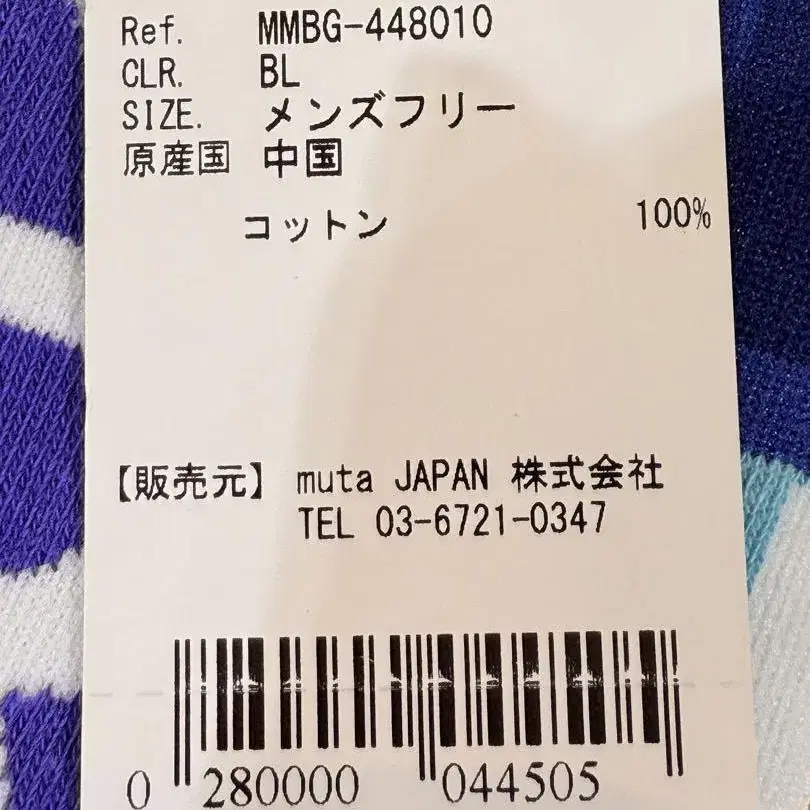 Ref. MMBG-448010
CLR. BL
SIZE. メンズフリー
原産国 中国
コットン 100%
【販売元】 muta JAPAN 株式会社
TEL 03-6721-0347
0 280000 044505